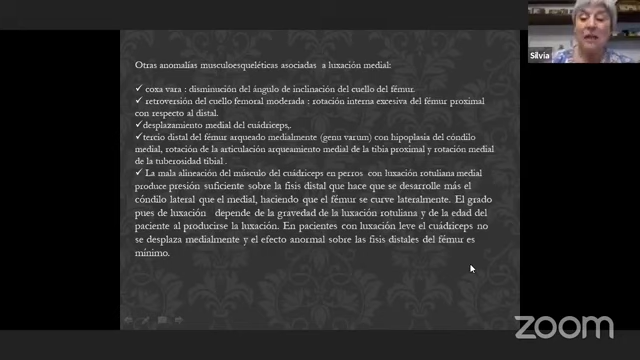 Otras anomalías musculoesqueléticas asociadas a luxación medial:
✓ coxa vara : disminución del ángulo de inclinación del cuello del fémur.
✓ retroversión del cuello femoral moderada : rotación interna excesiva del fémur proximal
con respecto al distal.
✓desplazamiento medial del cuádriceps,.
✓tercio distal del fémur arqueado medialmente (genu varum) con hipoplasia del cóndilo
medial, rotación de la articulación arqueamiento medial de la tibia proximal y rotación medial
de la tuberosidad tibial .
✓ La mala alineación del músculo del cuádriceps en perros con luxación rotuliana medial
produce presión suficiente sobre la fisis distal que hace que se desarrolle más el
cóndilo lateral que el medial, haciendo que el fémur se curve lateralmente. El grado
pues de luxación depende de la gravedad de la luxación rotuliana y de la edad del
paciente al producirse la luxación. En pacientes con luxación leve el cuádriceps no
se desplaza medialmente y el efecto anormal sobre las fisis distales del fémur es
mínimo.
Silvia
zoom